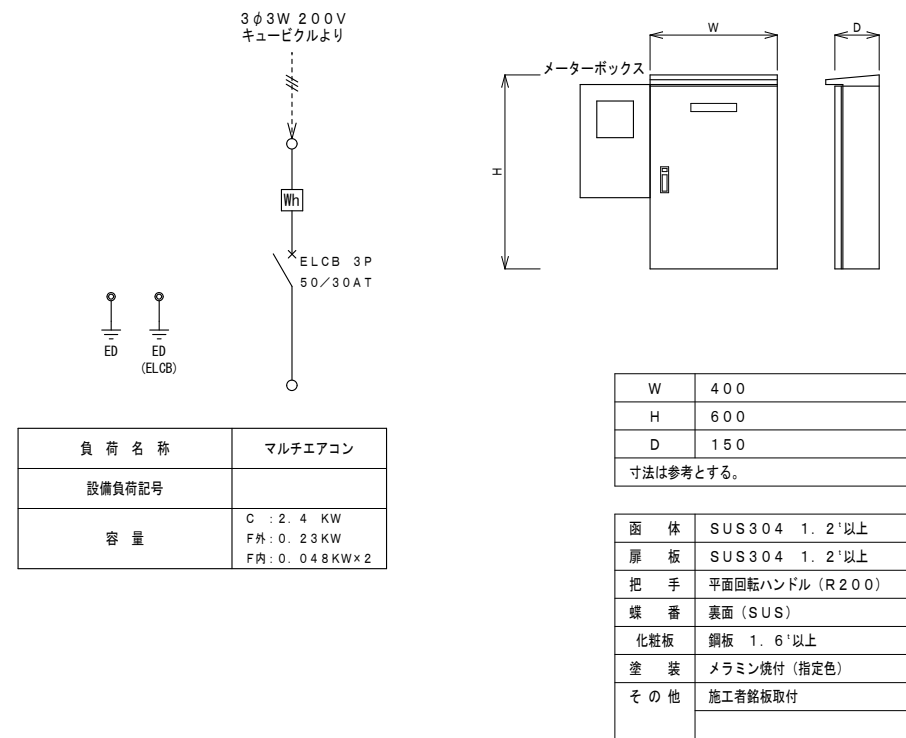 3φ3W 200V
キュービクルより
Wh
ELCB 3P
50/30AT
ED
ED
(ELCB)
負荷名称 マルチエアコン
設備負荷記号
容量
C :2.4 KW
F外:0.23KW
F内:0.048KW×2
W
D
メーターボックス
H
W 400
H 600
D 150
寸法は参考とする。
函体 SUS304 1.2ᵗ以上
扉板 SUS304 1.2ᵗ以上
把手 平面回転ハンドル(R200)
蝶番 裏面(SUS)
化粧板 鋼板 1.6ᵗ以上
塗装 メラミン焼付(指定色)
その他 施工者銘板取付